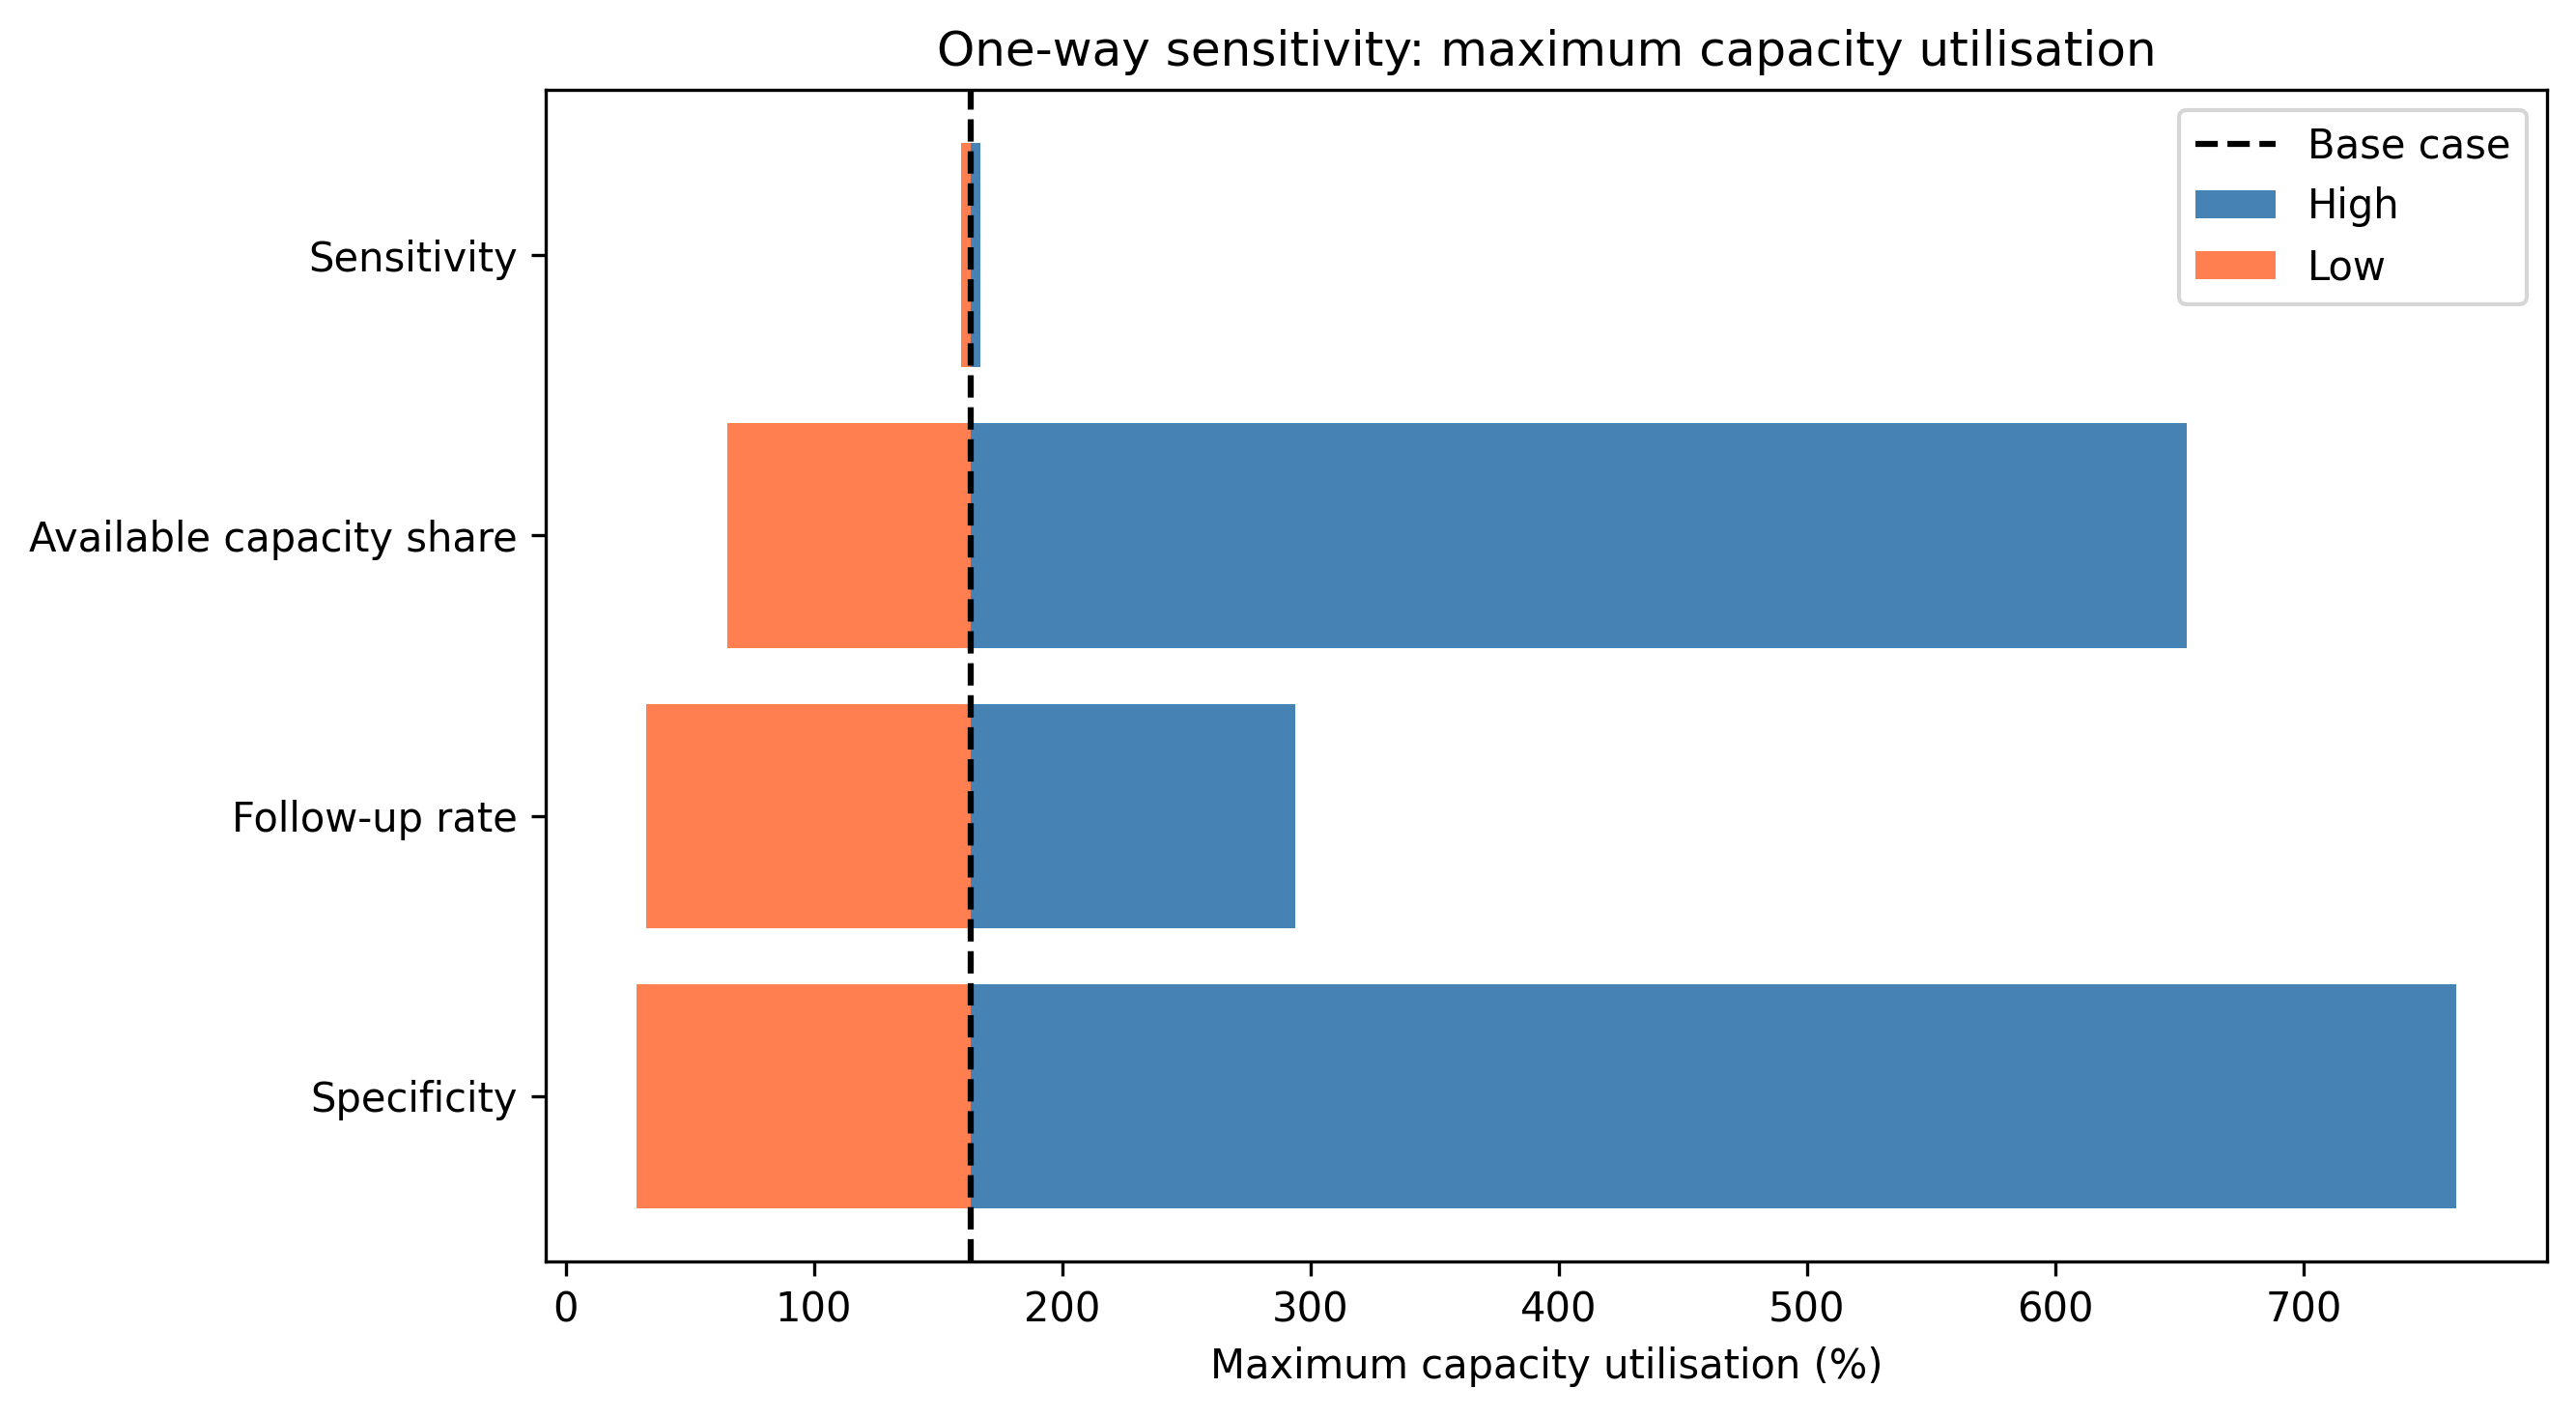 One-way sensitivity: maximum capacity utilisation
Base case
High
Low
Sensitivity
Available capacity share
Follow-up rate
Specificity
0 100 200 300 400 500 600 700
Maximum capacity utilisation (%)